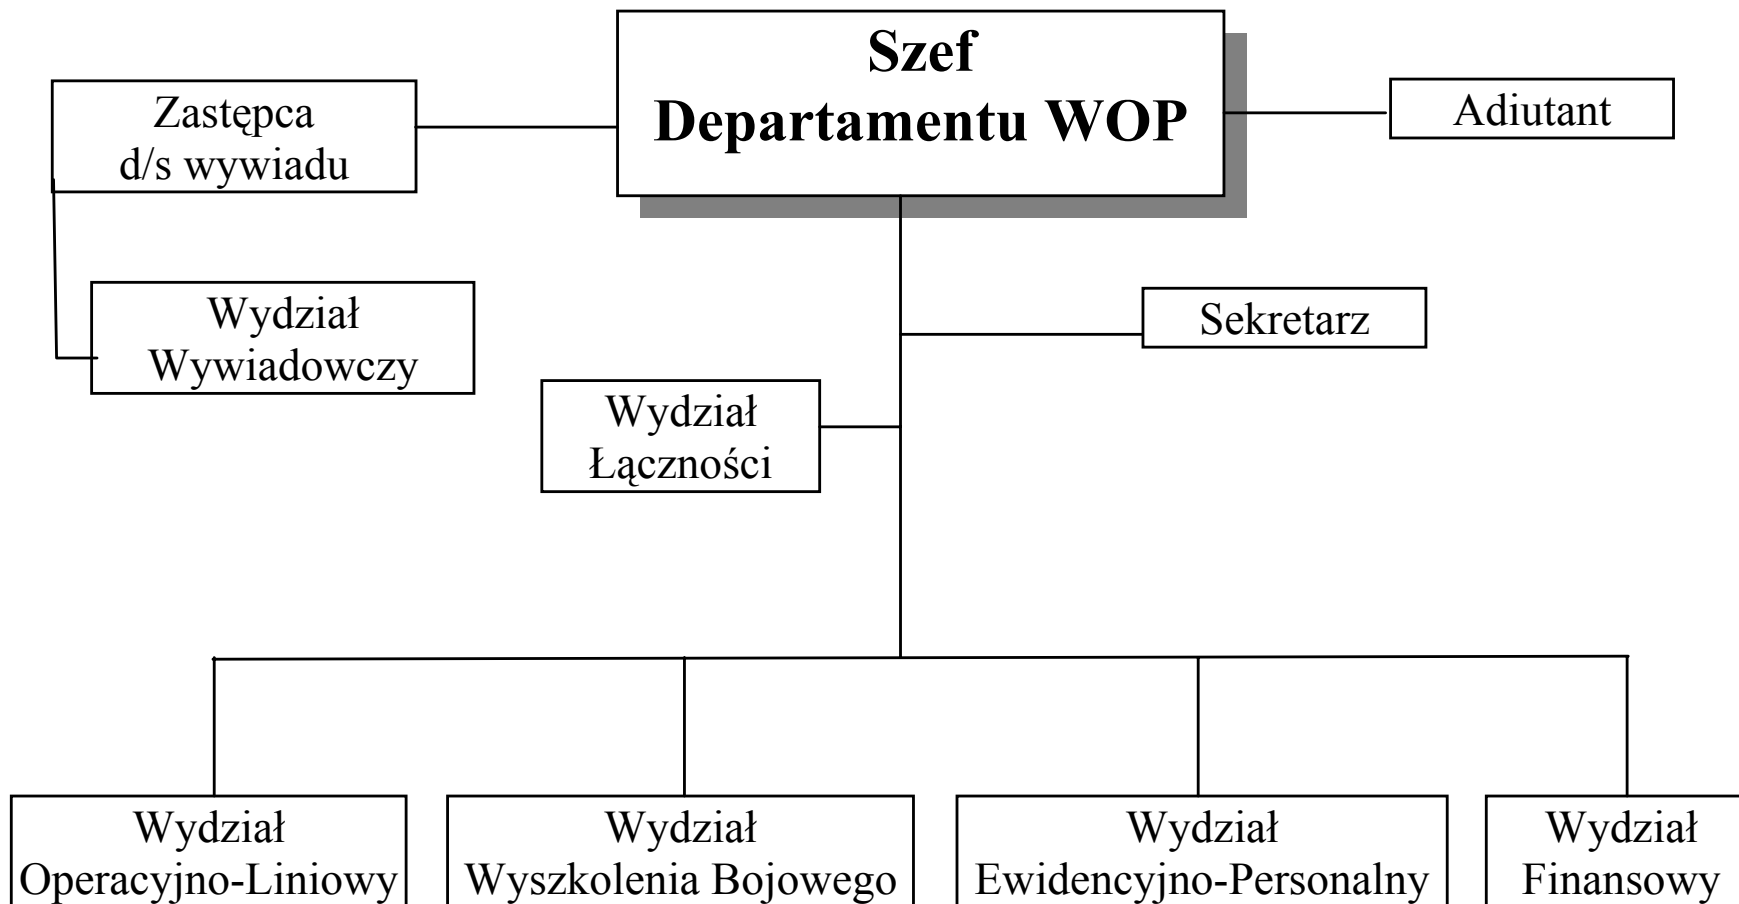 Szef
Departamentu WOP
Zastępca
d/s wywiadu
Adiutant
Wydział
Wywiadowczy
Sekretarz
Wydział
Łączności
Wydział
Operacyjno-Liniowy
Wydział
Wyszkolenia Bojowego
Wydział
Ewidencyjno-Personalny
Wydział
Finansowy